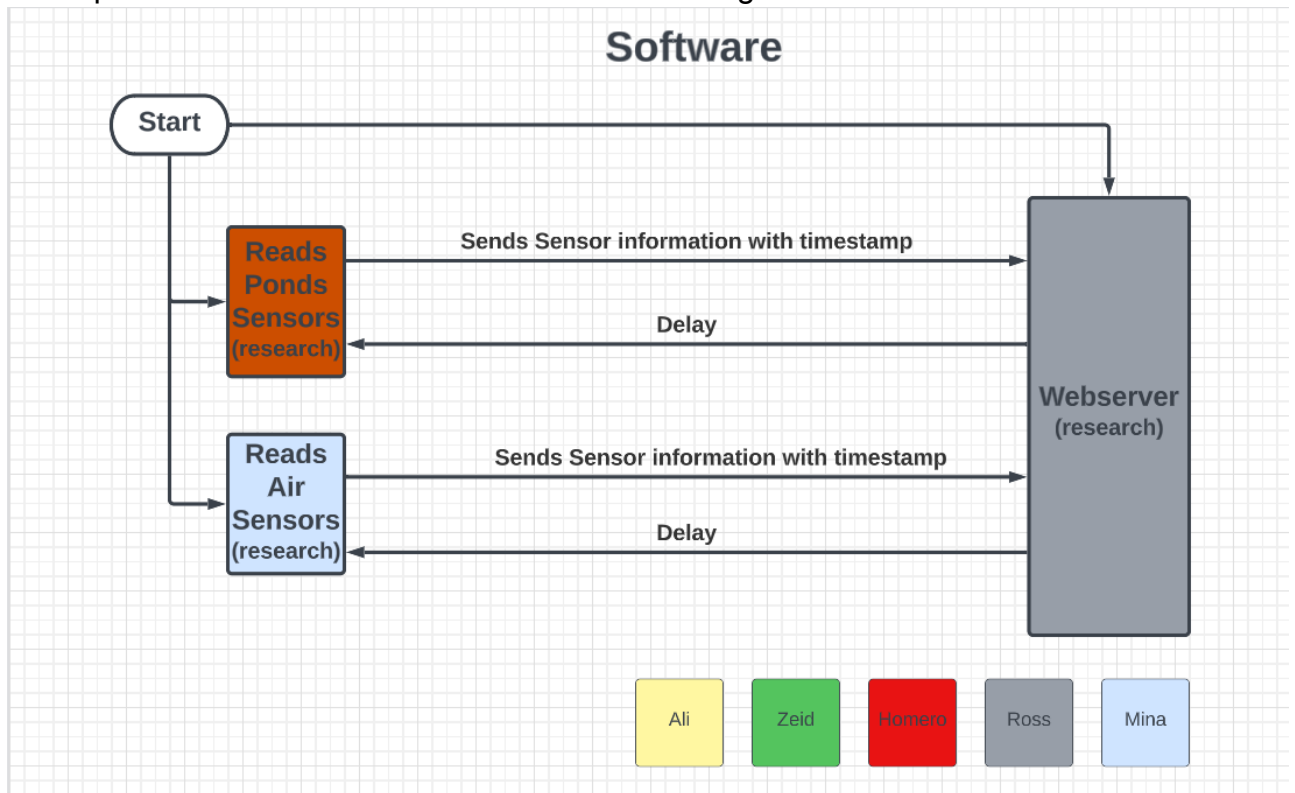 Software
Start
Sends Sensor information with timestamp
Reads
Ponds
Sensors
(research)
Delay
Webserver
(research)
Reads
Air
Sensors
(research)
Sends Sensor information with timestamp
Delay
Ali
Zeid
Homero
Ross
Mina